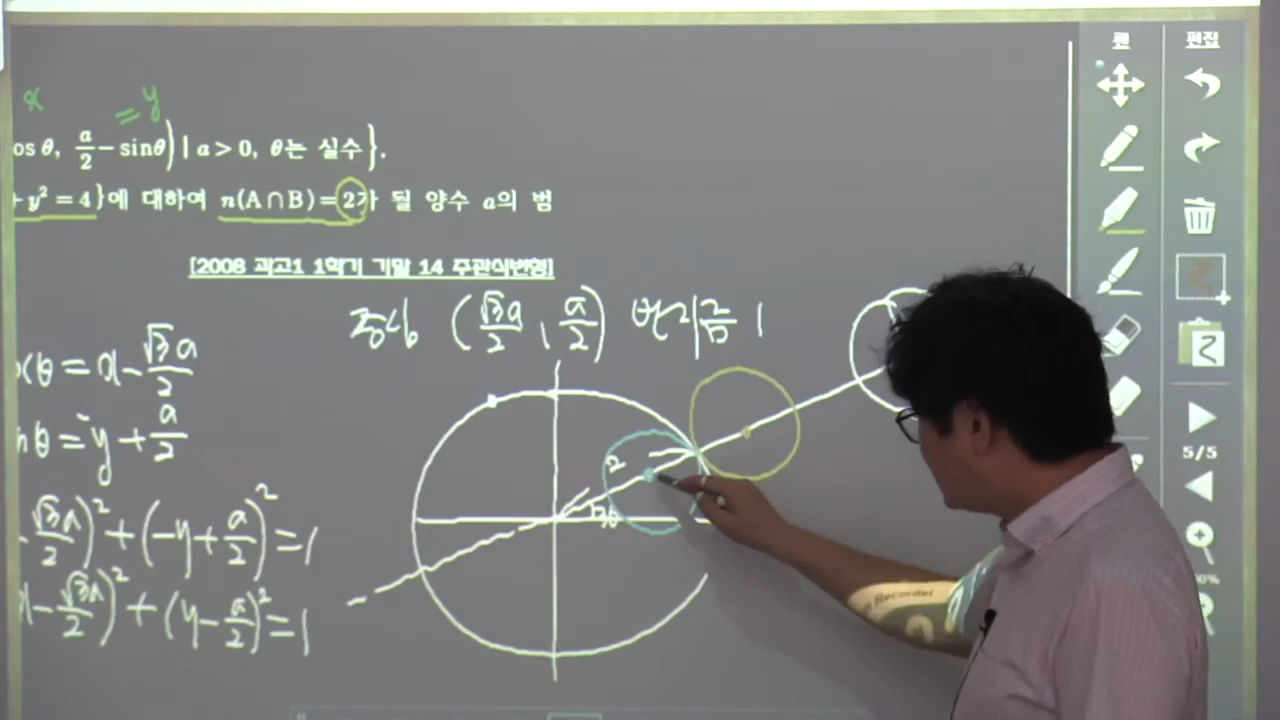 x = y
os θ, a/2 - sinθ) | a > 0, θ는 실수}.
+ y² = 4}에 대하여 n(A∩B)=2가 될 양수 a의 범
[2008 과고1 1학기 기말 14 주관식변형]
중심 (√3a/2, a/2) 반지름 1
θ = x - √3a/2
θ = -y + a/2
√3a/2)² + (-y + a/2)² = 1
x - √3a/2)² + (y - a/2)² = 1
2
30
펜 편집
5/5
Recorder